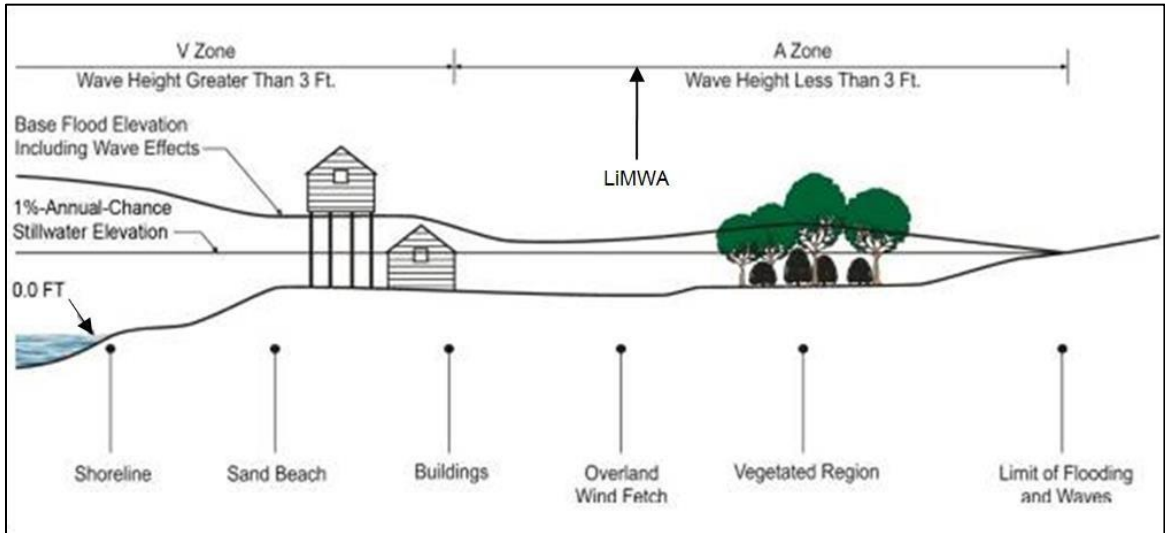 V Zone
Wave Height Greater Than 3 Ft.
A Zone
Wave Height Less Than 3 Ft.
Base Flood Elevation
Including Wave Effects
LiMWA
1%-Annual-Chance
Stillwater Elevation
0.0 FT
Shoreline
Sand Beach
Buildings
Overland
Wind Fetch
Vegetated Region
Limit of Flooding
and Waves